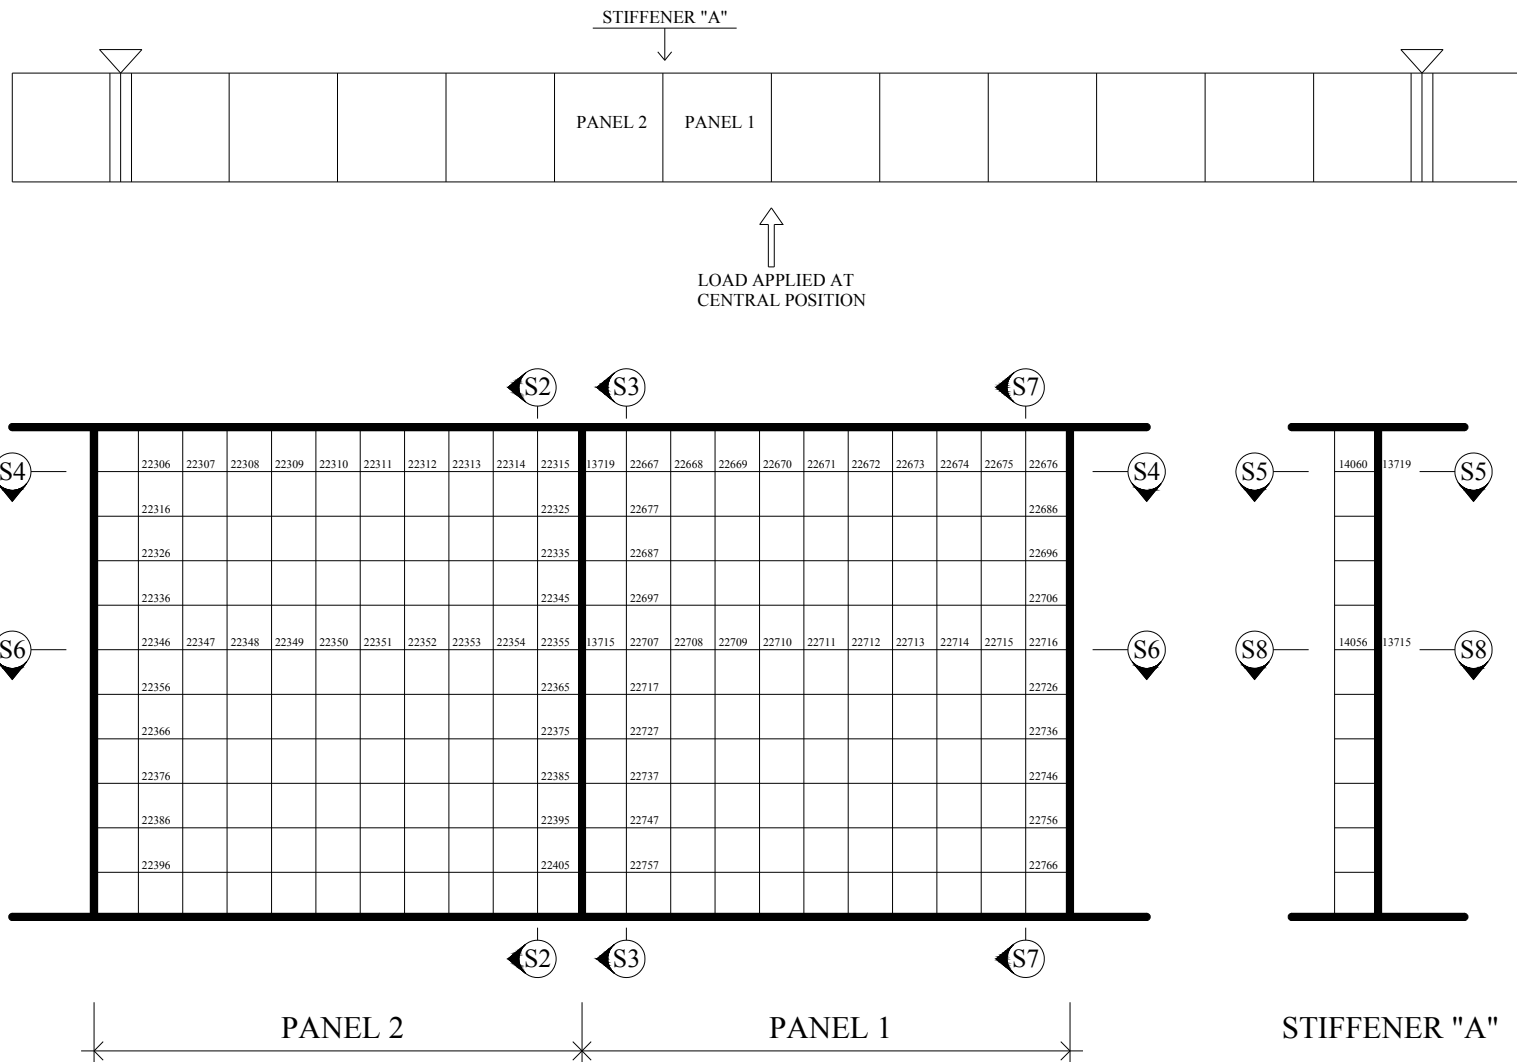 STIFFENER "A"
PANEL 2 PANEL 1
LOAD APPLIED AT
CENTRAL POSITION
S2 S3 S7
S4 22306 22307 22308 22309 22310 22311 22312 22313 22314 22315 13719 22667 22668 22669 22670 22671 22672 22673 22674 22675 22676 S4 S5 14060 13719 S5
22316 22325 22677 22686
22326 22335 22687 22696
22336 22345 22697 22706
S6 22346 22347 22348 22349 22350 22351 22352 22353 22354 22355 13715 22707 22708 22709 22710 22711 22712 22713 22714 22715 22716 S6 S8 14056 13715 S8
22356 22365 22717 22726
22366 22375 22727 22736
22376 22385 22737 22746
22386 22395 22747 22756
22396 22405 22757 22766
S2 S3 S7
PANEL 2 PANEL 1 STIFFENER "A"